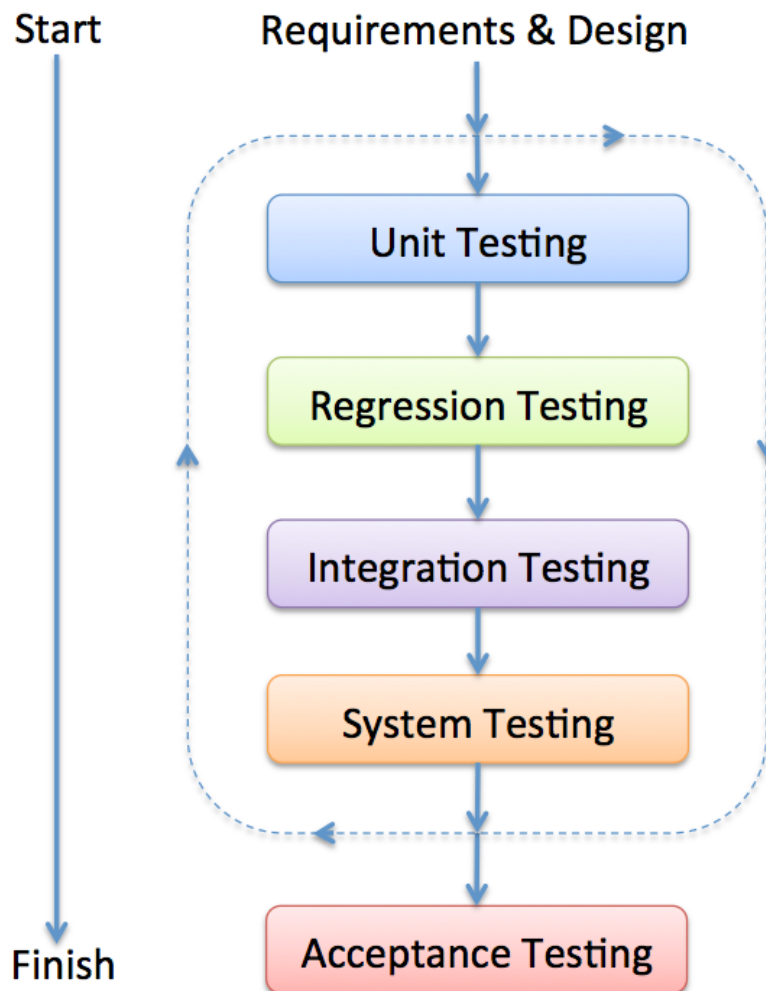 Start
Requirements & Design
Unit Testing
Regression Testing
Integration Testing
System Testing
Acceptance Testing
Finish